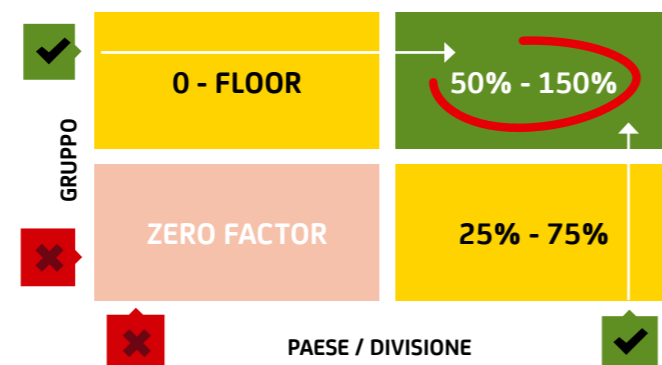 0 - FLOOR
50% - 150%
GRUPPO
ZERO FACTOR
25% - 75%
PAESE / DIVISIONE